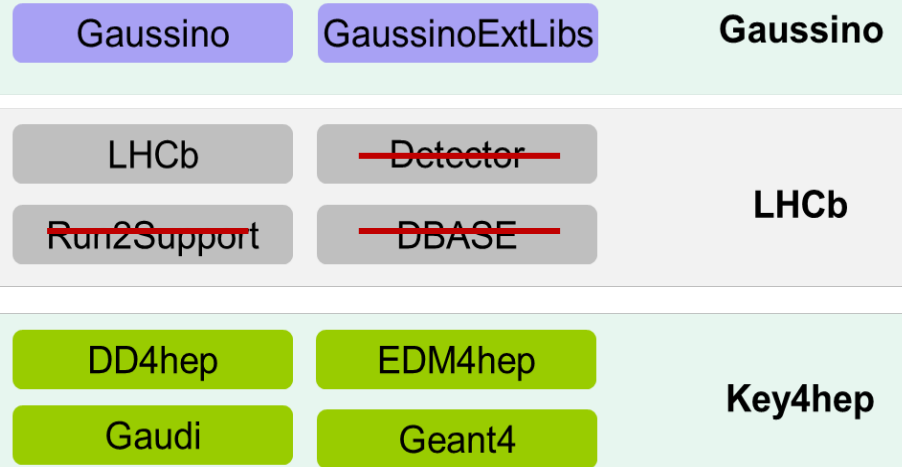 Gaussino GaussinoExtLibs Gaussino
LHCb Detector
LHCb
Run2Support DBASE
DD4hep EDM4hep
Key4hep
Gaudi Geant4